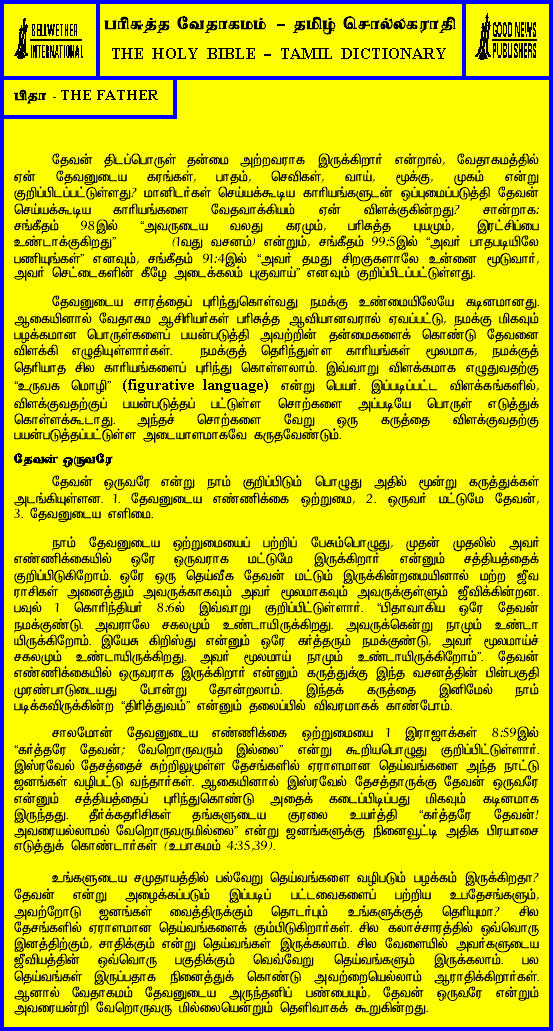 BELLWETHER
INTERNATIONAL
பரிசுத்த வேதாகமம் – தமிழ் சொல்லகராதி
THE HOLY BIBLE – TAMIL DICTIONARY
GOOD NEWS
PUBLISHERS
பிதா - THE FATHER
தேவன் திடப்பொருள் தன்மை அற்றவராக இருக்கிறார் என்றால், வேதாகமத்தில்
ஏன் தேவனுடைய கரங்கள், பாதம், செவிகள், வாய், மூக்கு, முகம் என்று
குறிப்பிடப்பட்டுள்ளது? மானிடர்கள் செய்யக்கூடிய காரியங்களுடன் ஒப்புமைப்படுத்தி தேவன்
செய்யக்கூடிய காரியங்களை வேதவாக்கியம் ஏன் விளக்குகின்றது? சான்றாக:
சங்கீதம் 98இல் “அவருடைய வலது கரமும், பரிசுத்த புயமும், இரட்சிப்பை
உண்டாக்குகிறது” (1வது வசனம்) என்றும், சங்கீதம் 99:5இல் “அவர் பாதபடியிலே
பணியுங்கள்” எனவும், சங்கீதம் 91:4இல் “அவர் தமது சிறகுகளாலே உன்னை மூடுவார்,
அவர் செட்டைகளின் கீழே அடைக்கலம் புகுவாய்” எனவும் குறிப்பிடப்பட்டுள்ளது.
தேவனுடைய சாரத்தைப் புரிந்துகொள்வது நமக்கு உண்மையிலேயே கடினமானது.
ஆகையினால் வேதாகம ஆசிரியர்கள் பரிசுத்த ஆவியானவரால் ஏவப்பட்டு, நமக்கு மிகவும்
பழக்கமான பொருள்களைப் பயன்படுத்தி அவற்றின் தன்மைகளைக் கொண்டு தேவனை
விளக்கி எழுதியுள்ளார்கள். நமக்குத் தெரிந்துள்ள காரியங்கள் மூலமாக, நமக்குத்
தெரியாத சில காரியங்களைப் புரிந்து கொள்ளலாம். இவ்வாறு விளக்கமாக எழுதுவதற்கு
“உருவக மொழி” (figurative language) என்று பெயர். இப்படிப்பட்ட விளக்கங்களில்,
விளக்குவதற்குப் பயன்படுத்தப் பட்டுள்ள சொற்களை அப்படியே பொருள் எடுத்துக்
கொள்ளக்கூடாது. அந்தச் சொற்களை வேறு ஒரு கருத்தை விளக்குவதற்கு
பயன்படுத்தப்பட்டுள்ள அடையாளமாகவே கருதவேண்டும்.
தேவன் ஒருவரே
தேவன் ஒருவரே என்று நாம் குறிப்பிடும் பொழுது அதில் மூன்று கருத்துக்கள்
அடங்கியுள்ளன. 1. தேவனுடைய எண்ணிக்கை ஒற்றுமை, 2. ஒருவர் மட்டுமே தேவன்,
3. தேவனுடைய எளிமை.
நாம் தேவனுடைய ஒற்றுமையைப் பற்றிப் பேசும்பொழுது, முதன் முதலில் அவர்
எண்ணிக்கையில் ஒரே ஒருவராக மட்டுமே இருக்கிறார் என்னும் சத்தியத்தைக்
குறிப்பிடுகிறோம். ஒரே ஒரு தெய்வீக தேவன் மட்டும் இருக்கின்றமையினால் மற்ற ஜீவ
ராசிகள் அனைத்தும் அவருக்காகவும் அவர் மூலமாகவும் அவருக்குள்ளும் ஜீவிக்கின்றன.
பவுல் 1 கொரிந்தியர் 8:6ல் இவ்வாறு குறிப்பிட்டுள்ளார். “பிதாவாகிய ஒரே தேவன்
நமக்குண்டு. அவராலே சகலமும் உண்டாயிருக்கிறது. அவருக்கென்று நாமும் உண்டா
யிருக்கிறோம். இயேசு கிறிஸ்து என்னும் ஒரே கர்த்தரும் நமக்குண்டு, அவர் மூலமாய்ச்
சகலமும் உண்டாயிருக்கிறது. அவர் மூலமாய் நாமும் உண்டாயிருக்கிறோம்”. தேவன்
எண்ணிக்கையில் ஒருவராக இருக்கிறார் என்னும் கருத்துக்கு இந்த வசனத்தின் பின்பகுதி
முரண்பாடுடையது போன்று தோன்றலாம். இந்தக் கருத்தை இனிமேல் நாம்
படிக்கவிருக்கின்ற “திரித்துவம்” என்னும் தலைப்பில் விவரமாகக் காண்போம்.
சாலமோன் தேவனுடைய எண்ணிக்கை ஒற்றுமையை 1 இராஜாக்கள் 8:59இல்
“கர்த்தரே தேவன்; வேறொருவரும் இல்லை” என்று கூறியபொழுது குறிப்பிட்டுள்ளார்.
இஸ்ரவேல் தேசத்தைச் சுற்றிலுமுள்ள தேசங்களில் ஏராளமான தெய்வங்களை அந்த நாட்டு
ஜனங்கள் வழிபட்டு வந்தார்கள். ஆகையினால் இஸ்ரவேல் தேசத்தாருக்கு தேவன் ஒருவரே
என்னும் சத்தியத்தைப் புரிந்துகொண்டு அதைக் கடைப்பிடிப்பது மிகவும் கடினமாக
இருந்தது. தீர்க்கதரிசிகள் தங்களுடைய குரலை உயர்த்தி “கர்த்தரே தேவன்!
அவரையல்லாமல் வேறொருவருமில்லை” என்று ஜனங்களுக்கு நினைவூட்டி அதிக பிரயாசை
எடுத்துக் கொண்டார்கள் (உபாகமம் 4:35,39).
உங்களுடைய சமுதாயத்தில் பல்வேறு தெய்வங்களை வழிபடும் பழக்கம் இருக்கிறதா?
தேவன் என்று அழைக்கப்படும் இப்படிப் பட்டவைகளைப் பற்றிய உபதேசங்களும்,
அவற்றோடு ஜனங்கள் வைத்திருக்கும் தொடர்பும் உங்களுக்குத் தெரியுமா? சில
தேசங்களில் ஏராளமான தெய்வங்களைக் கும்பிடுகிறார்கள். சில கலாச்சாரத்தில் ஒவ்வொரு
இனத்திற்கும், சாதிக்கும் என்று தெய்வங்கள் இருக்கலாம். சில வேளையில் அவர்களுடைய
ஜீவியத்தின் ஒவ்வொரு பகுதிக்கும் வெவ்வேறு தெய்வங்களும் இருக்கலாம். பல
தெய்வங்கள் இருப்பதாக நினைத்துக் கொண்டு அவற்றையெல்லாம் ஆராதிக்கிறார்கள்.
ஆனால் வேதாகமம் தேவனுடைய அருந்தனிப் பண்பையும், தேவன் ஒருவரே என்றும்
அவரையன்றி வேறொருவரு மில்லையென்றும் தெளிவாகக் கூறுகின்றது.